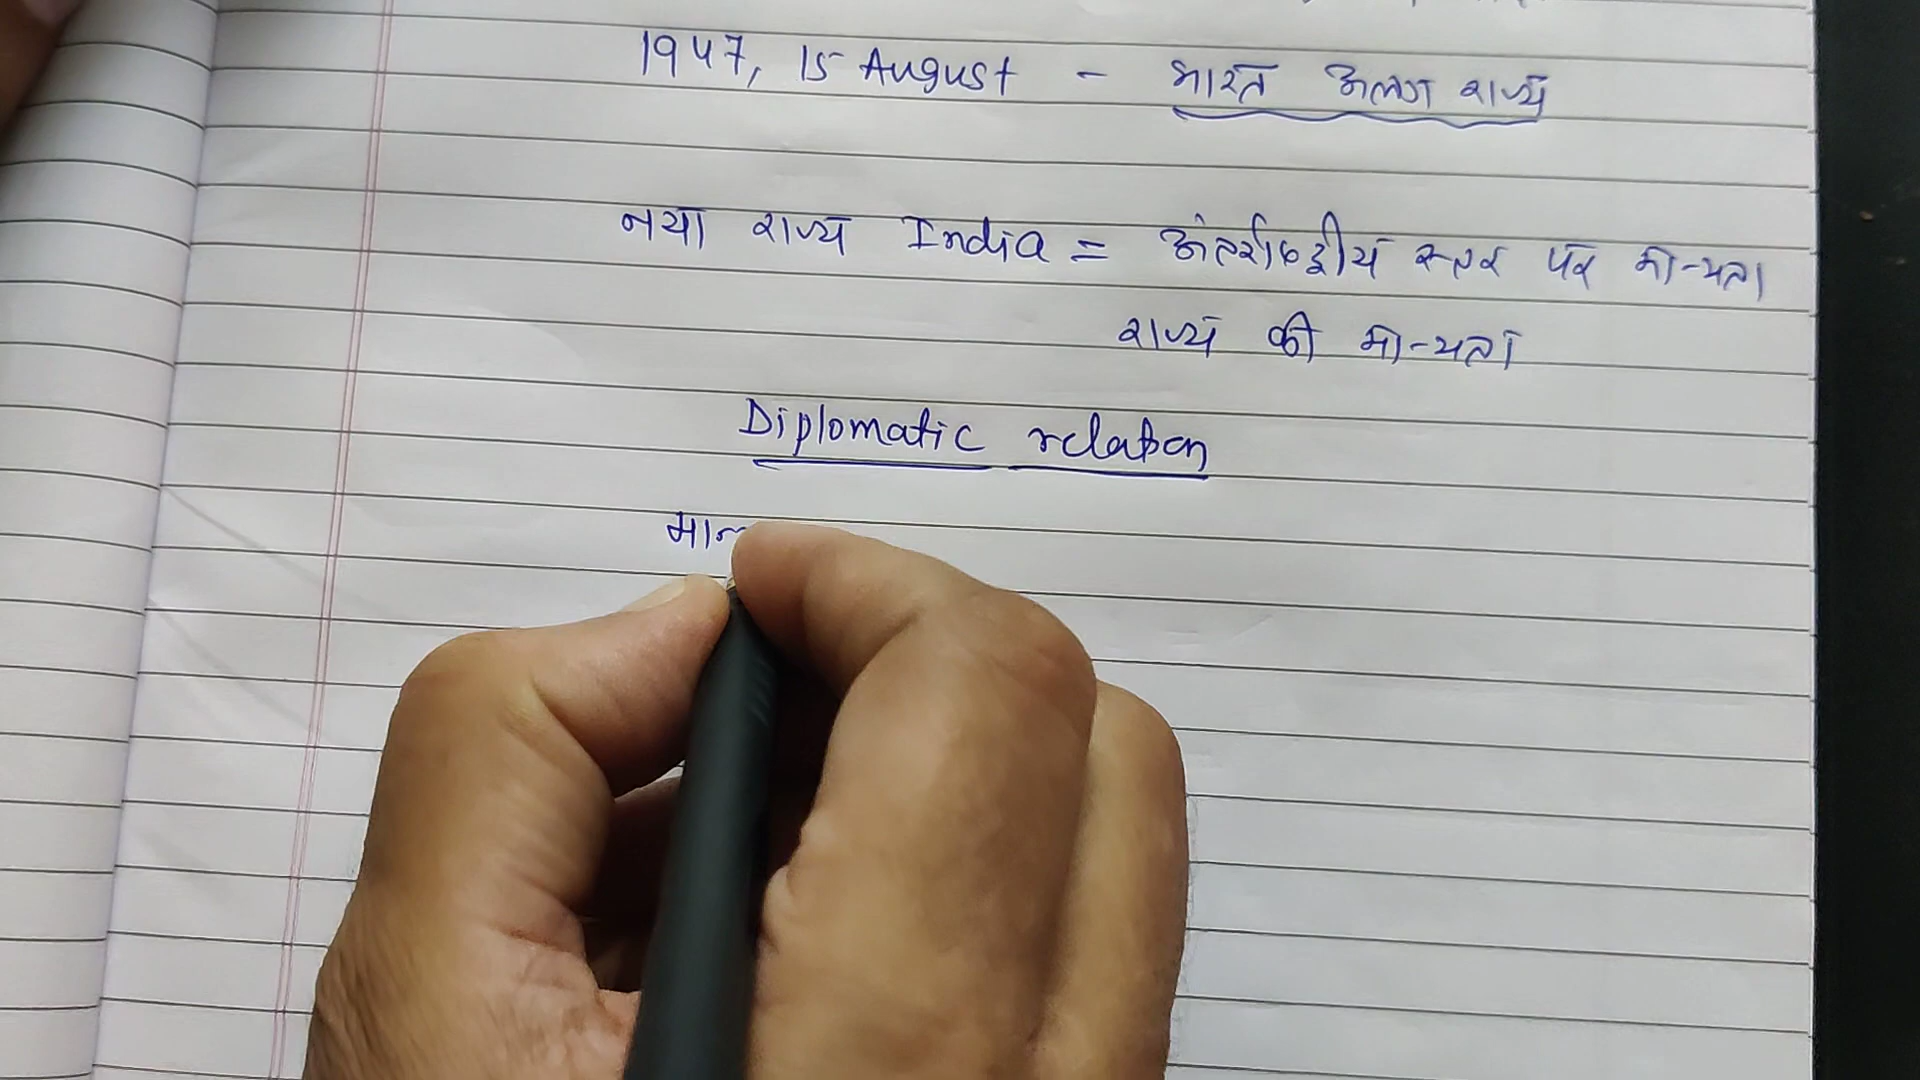 1947, 15 August - भारत अलग राज्य
नया राज्य India = अंतर्राष्ट्रीय स्तर पर मान्यता
राज्य की मान्यता
Diplomatic relation